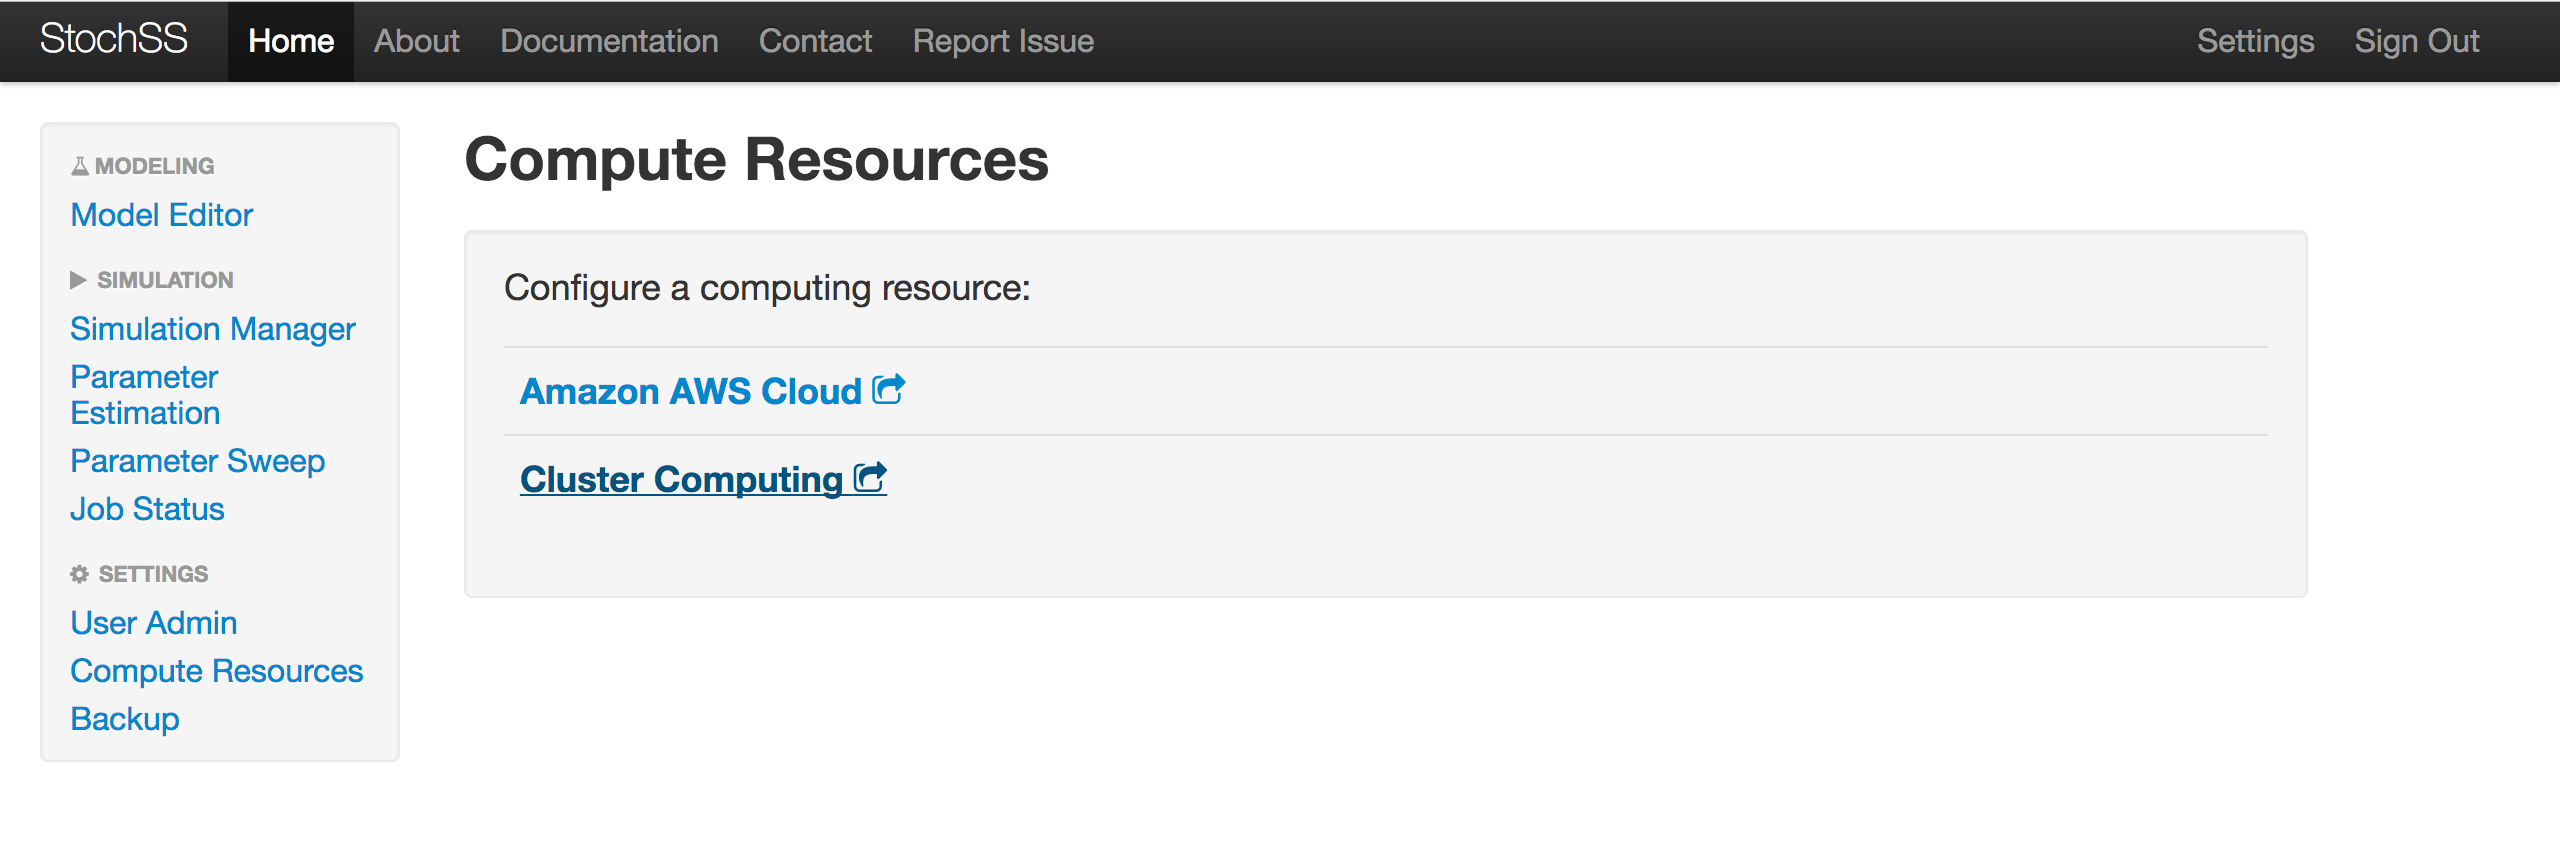 StochSS Home About Documentation Contact Report Issue Settings Sign Out
MODELING
Model Editor
SIMULATION
Simulation Manager
Parameter
Estimation
Parameter Sweep
Job Status
SETTINGS
User Admin
Compute Resources
Backup
Compute Resources
Configure a computing resource:
Amazon AWS Cloud
Cluster Computing